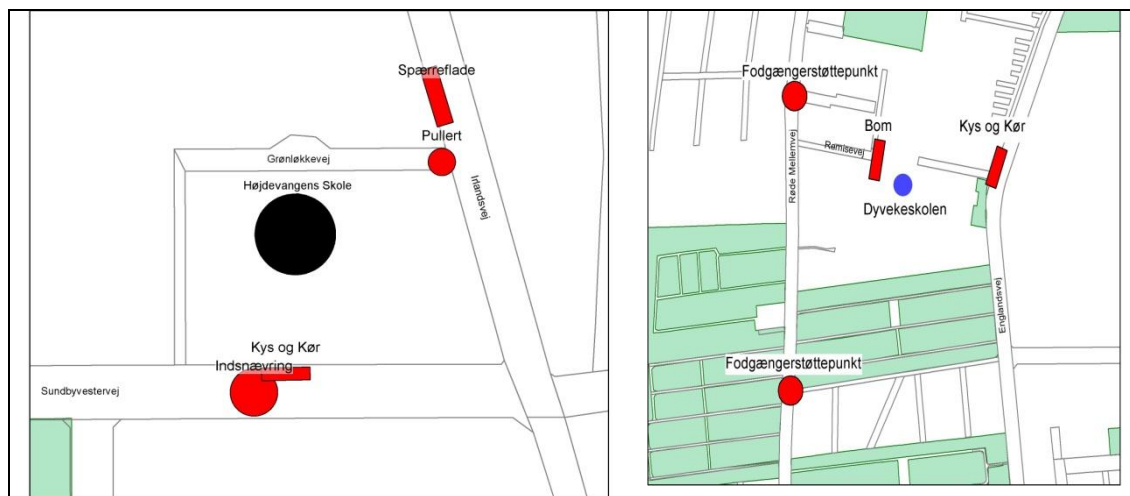 Spærreflade
Pullert
Grønløkkevej
Højdevangens Skole
Irlandsvej
Kys og Kør
Indsnævring
Sundbyvestervej
Fodgængerstøttepunkt
Bom
Kys og Kør
Ramisevej
Røde Mellemvej
Dyvekeskolen
Englandsvej
Fodgængerstøttepunkt